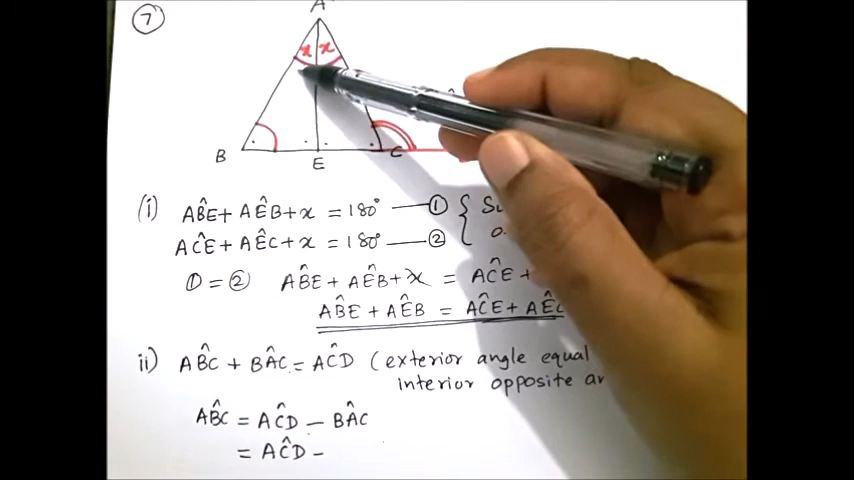 7
A
x x
B
E
C
(i) AB̂E + AÊB + x = 180° —— ①
AĈE + AÊC + x = 180° —— ②
① = ② AB̂E + AÊB + x = AĈE +
AB̂E + AÊB = AĈE + AÊC
ii) AB̂C + BÂC = AĈD (exterior angle equal
interior opposite
AB̂C = AĈD – BÂC
= AĈD –